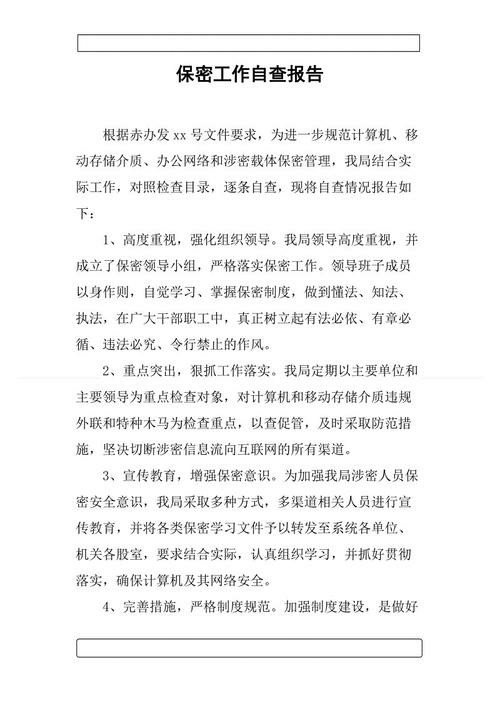 保密工作自查报告
根据赤办发 xx 号文件要求，为进一步规范计算机、移
动存储介质、办公网络和涉密载体保密管理，我局结合实
际工作，对照检查目录，逐条自查，现将自查情况报告如
下：
1、高度重视，强化组织领导。我局领导高度重视，并
成立了保密领导小组，严格落实保密工作。领导班子成员
以身作则，自觉学习、掌握保密制度，做到懂法、知法、
执法，在广大干部职工中，真正树立起有法必依、有章必
循、违法必究、令行禁止的作风。
2、重点突出，狠抓工作落实。我局定期以主要单位和
主要领导为重点检查对象，对计算机和移动存储介质违规
外联和特种木马为检查重点，以查促管，及时采取防范措
施，坚决切断涉密信息流向互联网的所有渠道。
3、宣传教育，增强保密意识。为加强我局涉密人员保
密安全意识，我局采取多种方式，多渠道相关人员进行宣
传教育，并将各类保密学习文件予以转发至系统各单位、
机关各股室，要求结合实际，认真组织学习，并抓好贯彻
落实，确保计算机及其网络安全。
4、完善措施，严格制度规范。加强制度建设，是做好